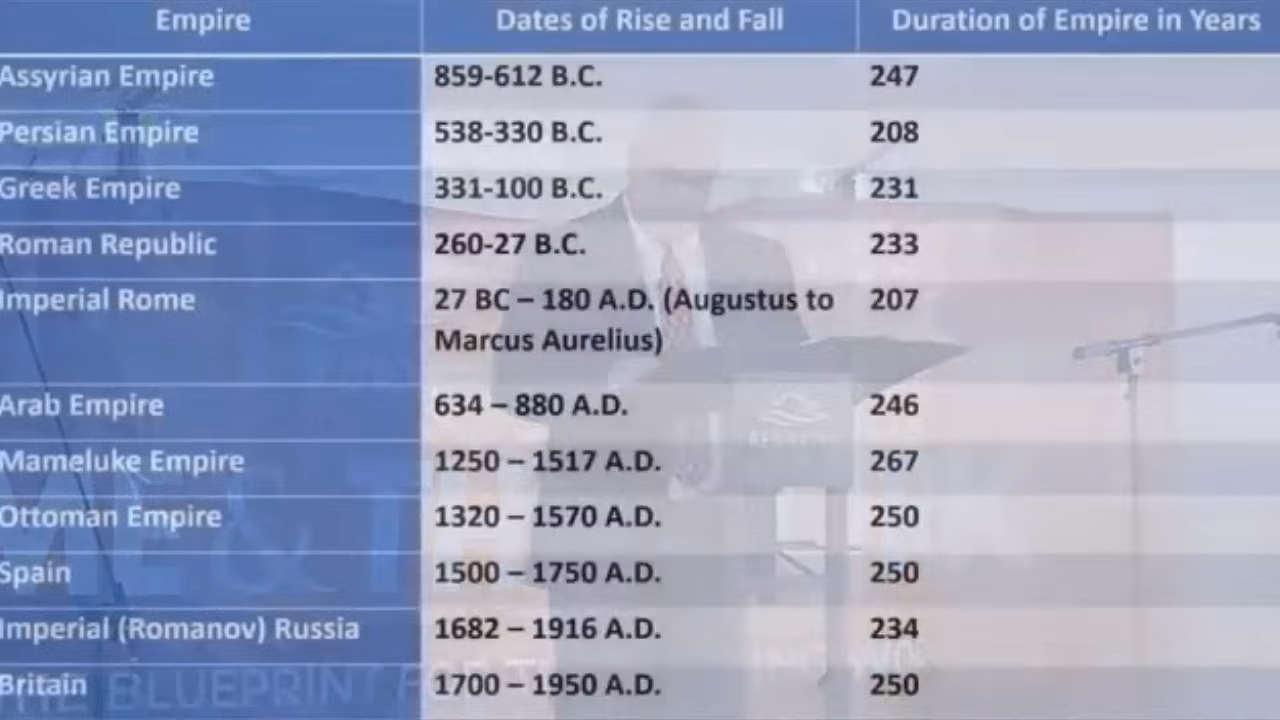 Empire Dates of Rise and Fall Duration of Empire in Years
Assyrian Empire 859-612 B.C. 247
Persian Empire 538-330 B.C. 208
Greek Empire 331-100 B.C. 231
Roman Republic 260-27 B.C. 233
Imperial Rome 27 BC – 180 A.D. (Augustus to 207
Marcus Aurelius)
Arab Empire 634 – 880 A.D. 246
Mameluke Empire 1250 – 1517 A.D. 267
Ottoman Empire 1320 – 1570 A.D. 250
Spain 1500 – 1750 A.D. 250
Imperial (Romanov) Russia 1682 – 1916 A.D. 234
Britain 1700 – 1950 A.D. 250
BLUEPRINT